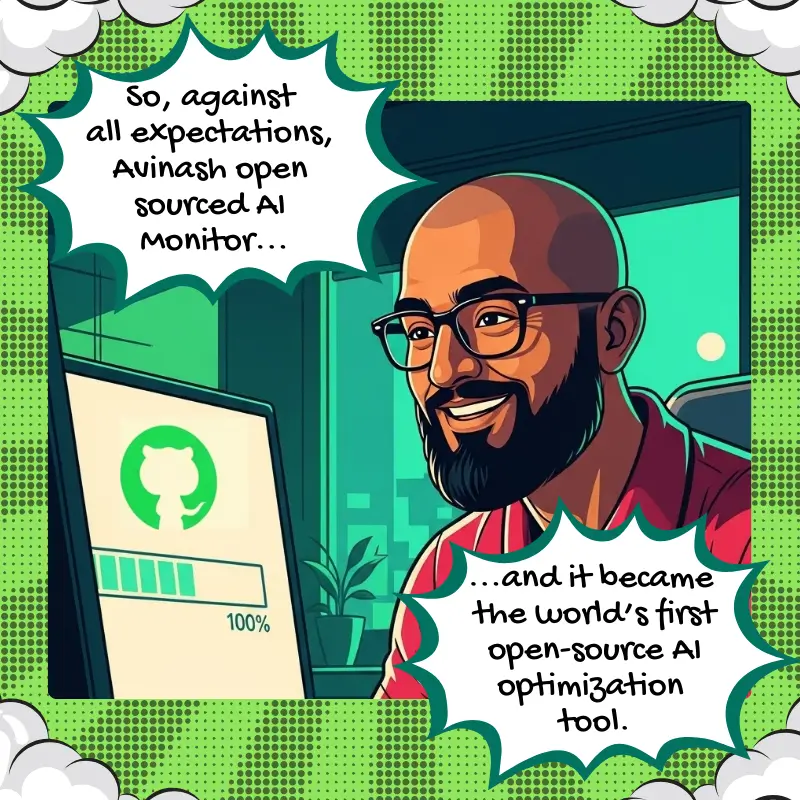 So, against
all expectations,
Avinash open
sourced AI
Monitor...
100%
...and it became
the world's first
open-source AI
optimization
tool.